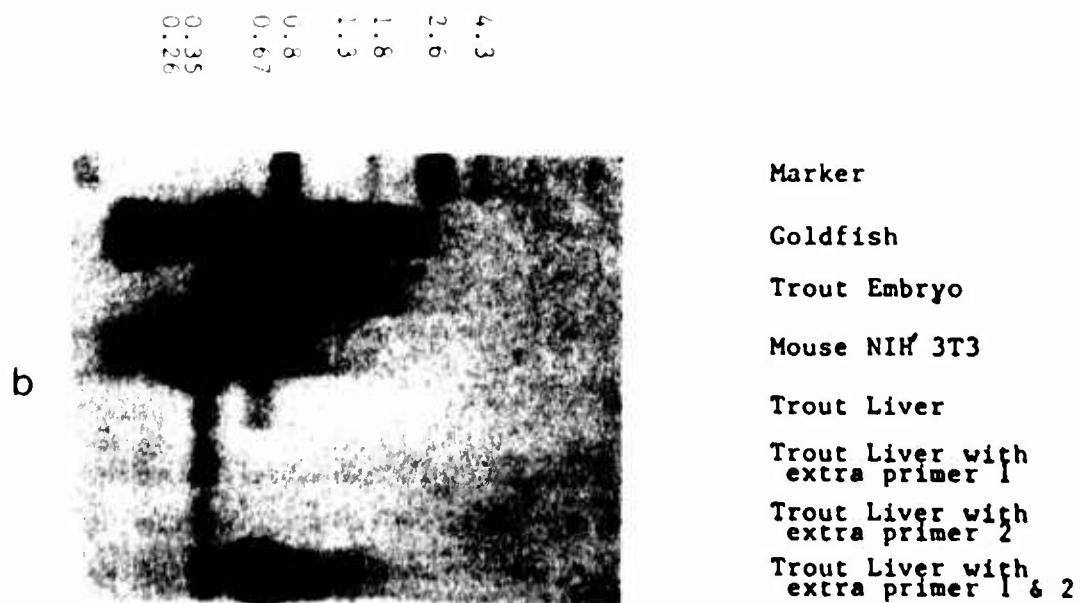 0.26
0.35
0.67
0.8
1.3
1.8
2.6
4.3
b
Marker
Goldfish
Trout Embryo
Mouse NIH 3T3
Trout Liver
Trout Liver with
extra primer 1
Trout Liver with
extra primer 2
Trout Liver with
extra primer 1 & 2